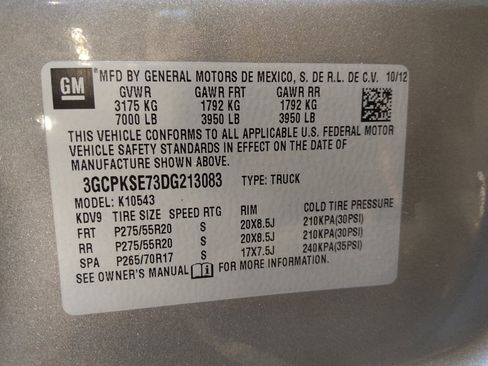 GM
MFD BY GENERAL MOTORS DE MEXICO, S. DE R.L. DE C.V. 10/12
GVWR GAWR FRT GAWR RR
3175 KG 1792 KG 1792 KG
7000 LB 3950 LB 3950 LB
THIS VEHICLE CONFORMS TO ALL APPLICABLE U.S. FEDERAL MOTOR
VEHICLE SAFETY STANDARDS IN EFFECT ON THE DATE OF
MANUFACTURE SHOWN ABOVE.
3GCPKSE73DG213083 TYPE: TRUCK
MODEL: K10543
KDV9 TIRE SIZE SPEED RTG RIM COLD TIRE PRESSURE
FRT P275/55R20 S 20X8.5J 210KPA(30PSI)
RR P275/55R20 S 20X8.5J 210KPA(30PSI)
SPA P265/70R17 S 17X7.5J 240KPA(35PSI)
SEE OWNER'S MANUAL FOR MORE INFORMATION.